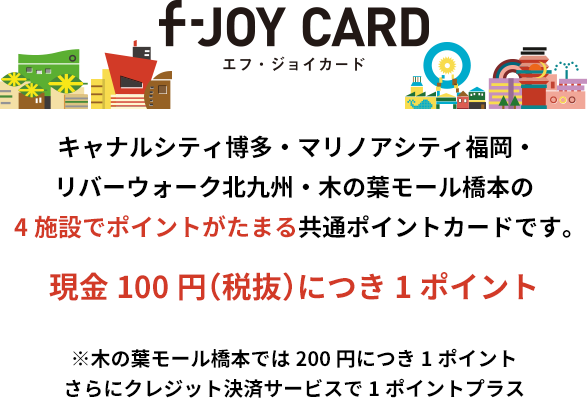 f-JOY CARD
エフ・ジョイカード
キャナルシティ博多・マリノアシティ福岡・
リバーウォーク北九州・木の葉モール橋本の
4施設でポイントがたまる共通ポイントカードです。
現金100円（税抜）につき1ポイント
※木の葉モール橋本では200円につき1ポイント
さらにクレジット決済サービスで1ポイントプラス